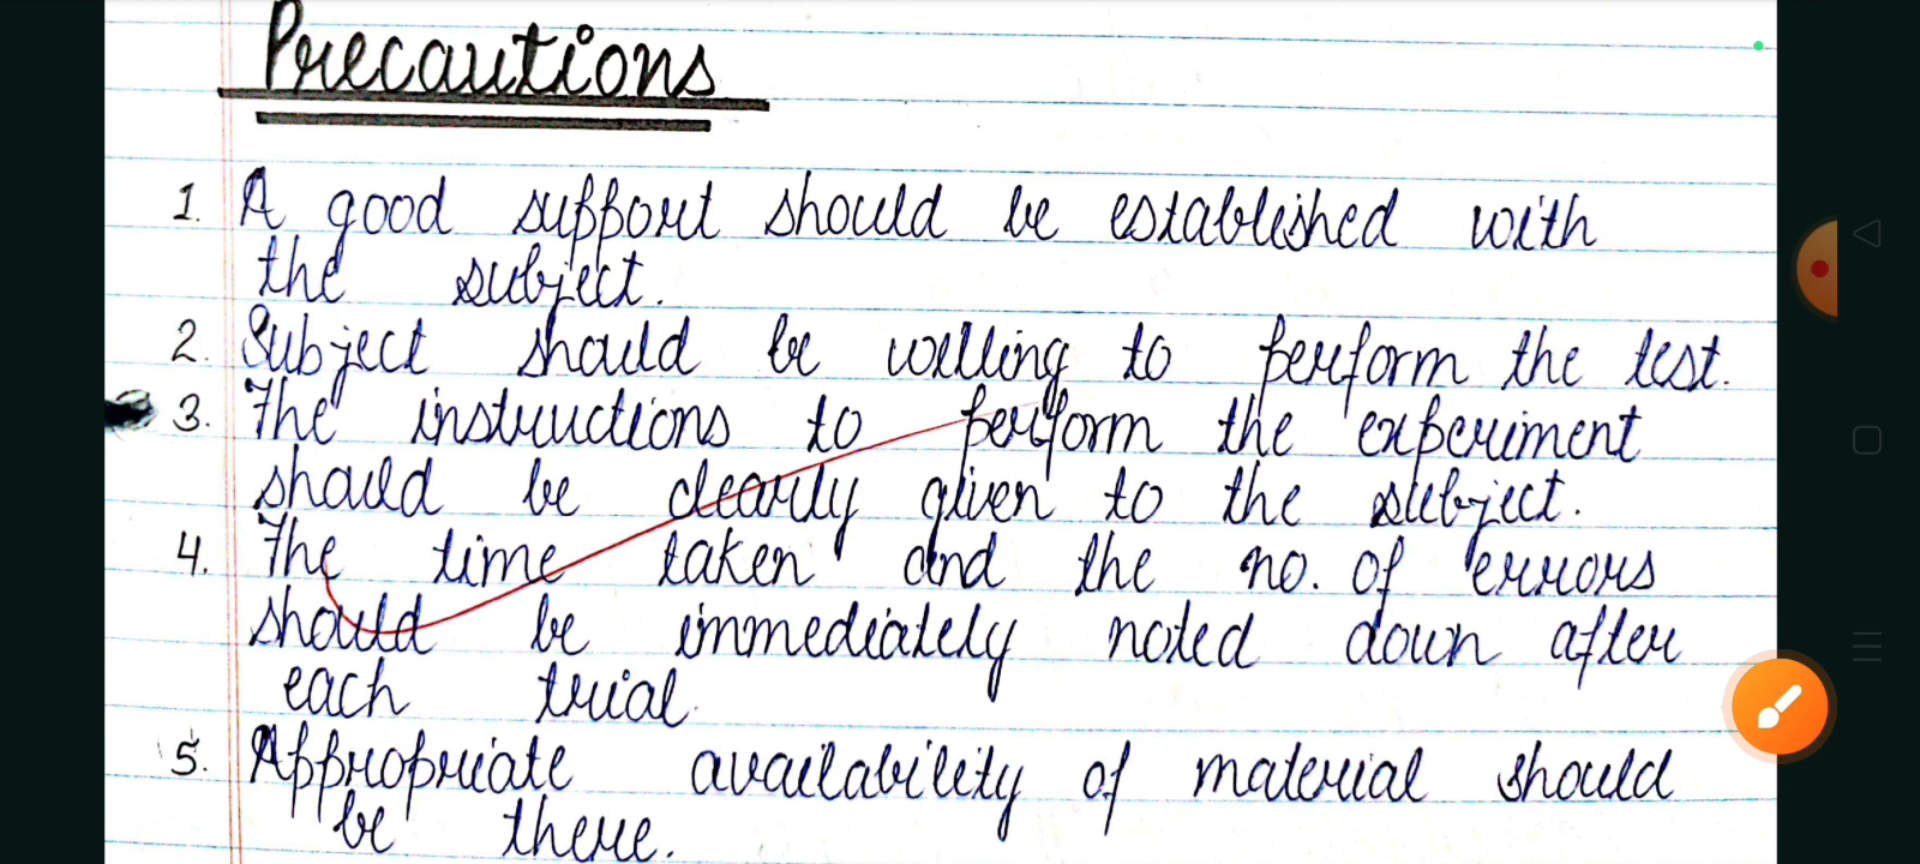 Precautions
1. A good support should be established with
the subject.
2. Subject should be willing to perform the test.
3. The instructions to perform the experiment
should be clearly given to the subject.
4. The time taken and the no. of errors
should be immediately noted down after
each trial.
5. Appropriate availability of material should
be there.